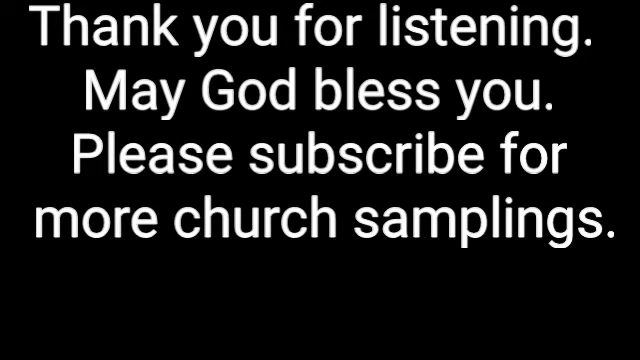 Thank you for listening.
May God bless you.
Please subscribe for
more church samplings.